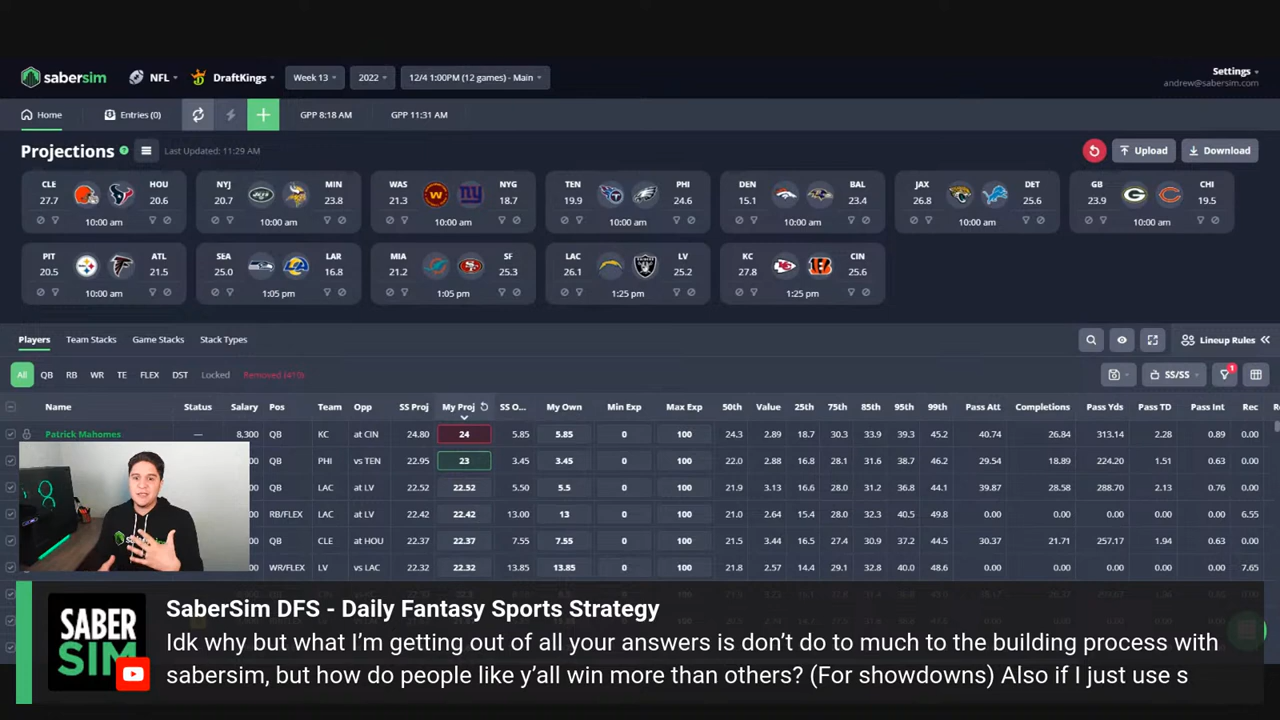 sabersim NFL DraftKings Week 13 2022 12/4 1:00PM (12 games) - Main Settings
andrew@sabersim.com
Home Entries (0) + GPP 8:18 AM GPP 11:31 AM
Projections Last Updated: 11:29 AM Upload Download
CLE HOU NYJ MIN WAS NYG TEN PHI DEN BAL JAX DET GB CHI
27.7 20.6 20.7 23.8 21.3 18.7 19.9 24.6 15.1 23.4 26.8 25.6 23.9 19.5
10:00 am 10:00 am 10:00 am 10:00 am 10:00 am 10:00 am 10:00 am
PIT ATL SEA LAR MIA SF LAC LV KC CIN
20.5 21.5 25.0 16.8 21.2 25.3 26.1 25.2 27.8 25.6
10:00 am 1:05 pm 1:05 pm 1:25 pm 1:25 pm
Players Team Stacks Game Stacks Stack Types Lineup Rules
All QB RB WR TE FLEX DST Locked Removed (410) SS/SS 1
Name Status Salary Pos Team Opp SS Proj My Proj SS O... My Own Min Exp Max Exp 50th Value 25th 75th 85th 95th 99th Pass Att Completions Pass Yds Pass TD Pass Int Rec
Patrick Mahomes — 8,300 QB KC at CIN 24.80 24 5.85 5.85 0 100 24.3 2.89 18.7 30.3 33.9 39.3 45.2 40.74 26.84 313.14 2.28 0.89 0.00
QB PHI vs TEN 22.95 23 3.45 3.45 0 100 22.0 2.88 16.8 28.1 31.6 38.7 45.1 29.54 18.89 224.20 1.51 0.63 0.00
QB LAC at LV 22.52 22.52 5.50 5.5 0 100 21.9 3.13 16.6 28.0 31.2 36.8 44.1 39.87 28.58 288.70 2.13 0.76 0.00
RB/FLEX LAC at LV 22.42 22.42 13.00 13 0 100 21.0 2.64 15.4 28.0 32.3 40.5 49.8 0.00 0.00 0.00 0.00 0.00 6.55
QB CLE at HOU 22.37 22.37 7.55 7.55 0 100 21.5 3.44 16.5 27.4 30.9 37.2 44.5 30.37 21.71 257.17 1.94 0.63 0.00
WR/FLEX LV vs LAC 22.32 22.32 13.85 13.85 0 100 21.8 2.57 14.4 29.1 32.8 40.0 48.6 0.00 0.00 0.00 0.00 0.00 7.65
SABER
SIM
SaberSim DFS - Daily Fantasy Sports Strategy
Idk why but what I'm getting out of all your answers is don't do to much to the building process with
sabersim, but how do people like y'all win more than others? (For showdowns) Also if I just use s